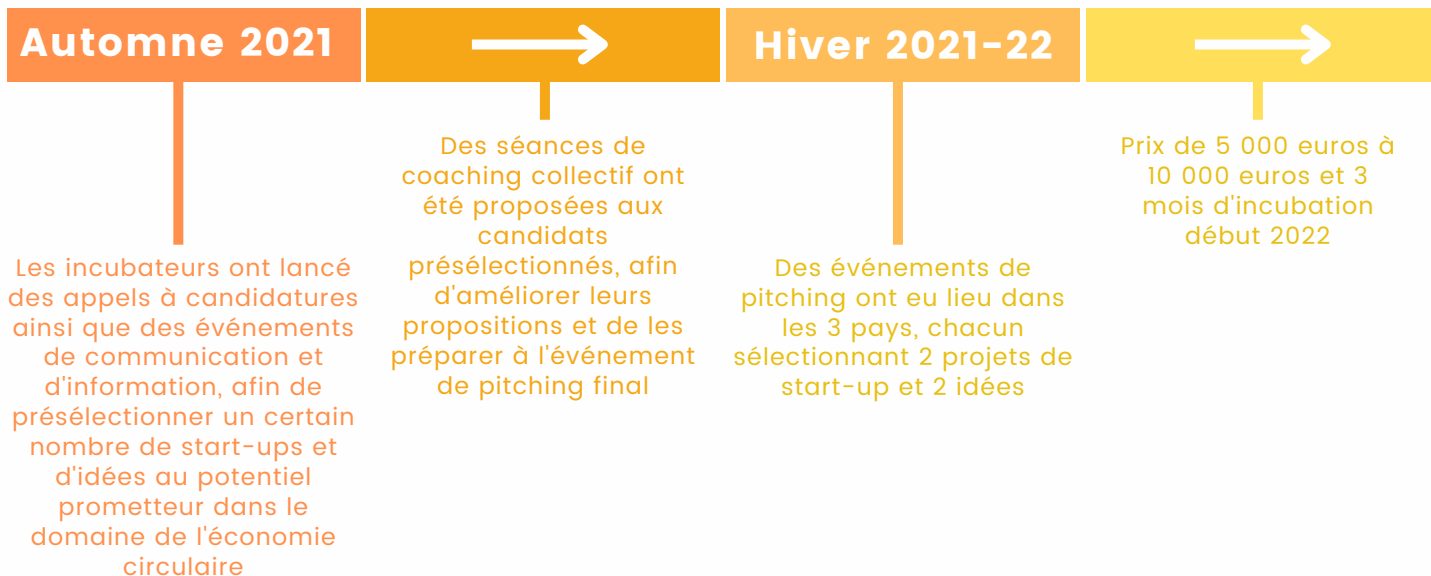 Automne 2021
Les incubateurs ont lancé
des appels à candidatures
ainsi que des événements
de communication et
d'information, afin de
présélectionner un certain
nombre de start-ups et
d'idées au potentiel
prometteur dans le
domaine de l'économie
circulaire
Des séances de
coaching collectif ont
été proposées aux
candidats
présélectionnés, afin
d'améliorer leurs
propositions et de les
préparer à l'événement
de pitching final
Hiver 2021-22
Des événements de
pitching ont eu lieu dans
les 3 pays, chacun
sélectionnant 2 projets de
start-up et 2 idées
Prix de 5 000 euros à
10 000 euros et 3
mois d'incubation
début 2022